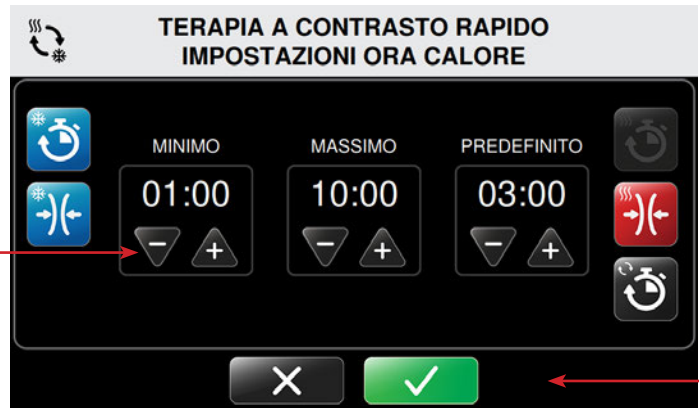 TERAPIA A CONTRASTO RAPIDO
IMPOSTAZIONI ORA CALORE
MINIMO MASSIMO PREDEFINITO
01:00 10:00 03:00